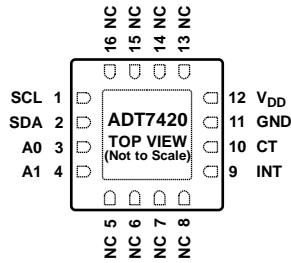 16 NC
15 NC
14 NC
13 NC
SCL 1
SDA 2
A0 3
A1 4
ADT7420
TOP VIEW
(Not to Scale)
12 VDD
11 GND
10 CT
9 INT
NC 5
NC 6
NC 7
NC 8